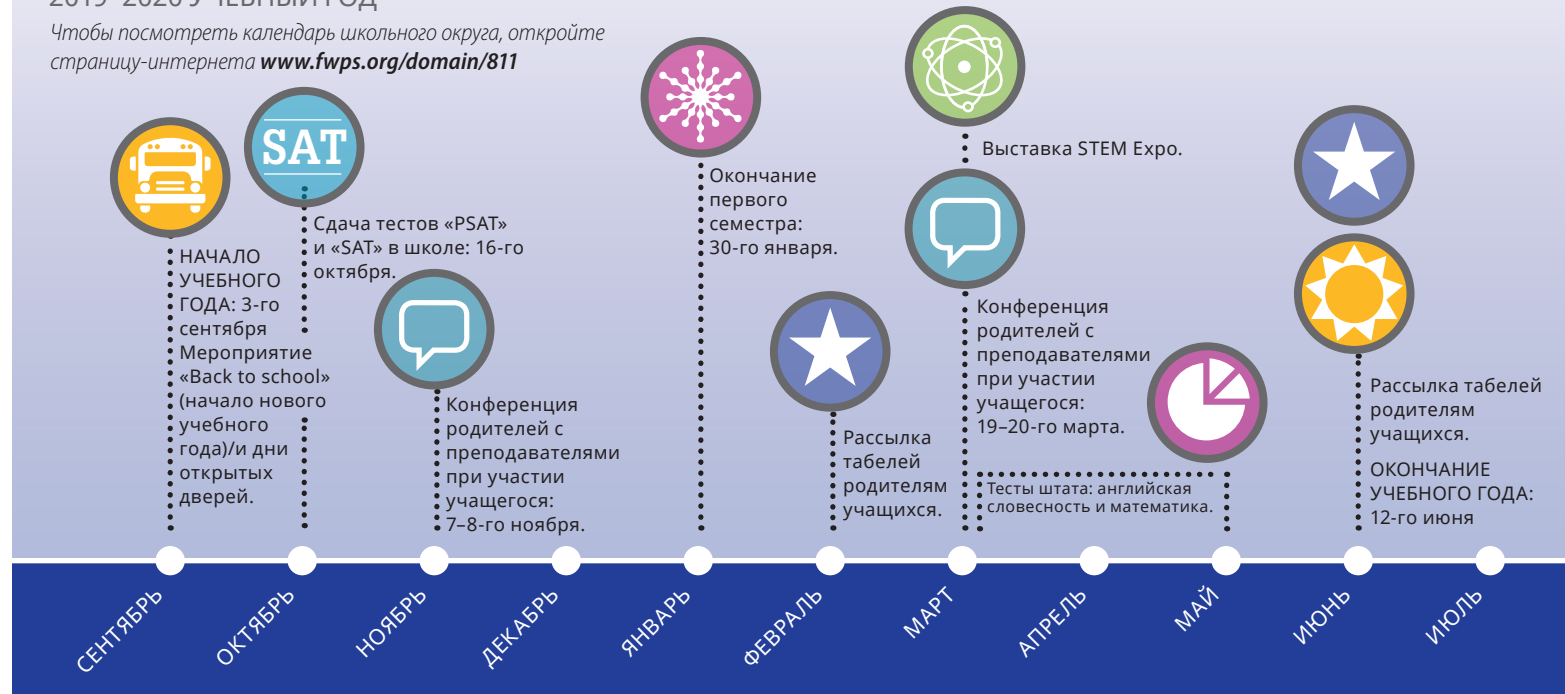 2019–2020 УЧЕБНЫЙ ГОД
Чтобы посмотреть календарь школьного округа, откройте
страницу-интернета www.fwps.org/domain/811
НАЧАЛО
УЧЕБНОГО
ГОДА: 3-го
сентября
Мероприятие
«Back to school»
(начало нового
учебного
года)/и дни
открытых
дверей.
SAT
Сдача тестов «PSAT»
и «SAT» в школе: 16-го
октября.
Конференция
родителей с
преподавателями
при участии
учащегося:
7–8-го ноября.
Окончание
первого
семестра:
30-го января.
Рассылка
табелей
родителям
учащихся.
Выставка STEM Expo.
Конференция
родителей с
преподавателями
при участии
учащегося:
19–20-го марта.
Тесты штата: английская
словесность и математика.
Рассылка табелей
родителям
учащихся.
ОКОНЧАНИЕ
УЧЕБНОГО ГОДА:
12-го июня
СЕНТЯБРЬ
ОКТЯБРЬ
НОЯБРЬ
ДЕКАБРЬ
ЯНВАРЬ
ФЕВРАЛЬ
МАРТ
АПРЕЛЬ
МАЙ
ИЮНЬ
ИЮЛЬ